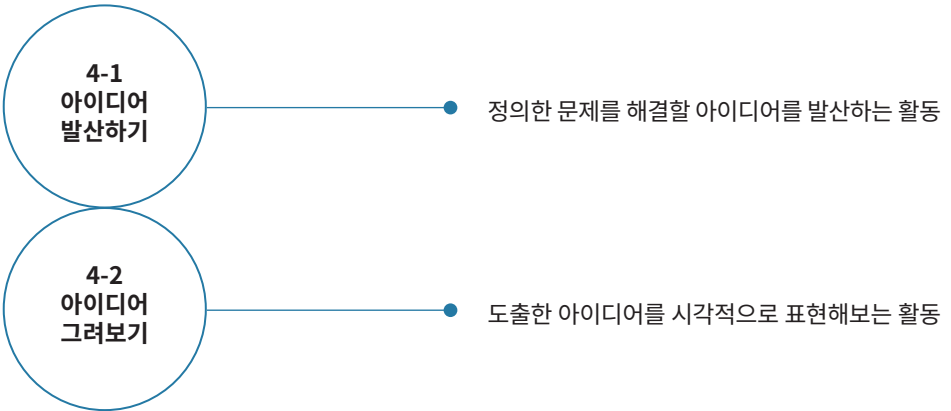 4-1
아이디어
발산하기
정의한 문제를 해결할 아이디어를 발산하는 활동
4-2
아이디어
그려보기
도출한 아이디어를 시각적으로 표현해보는 활동